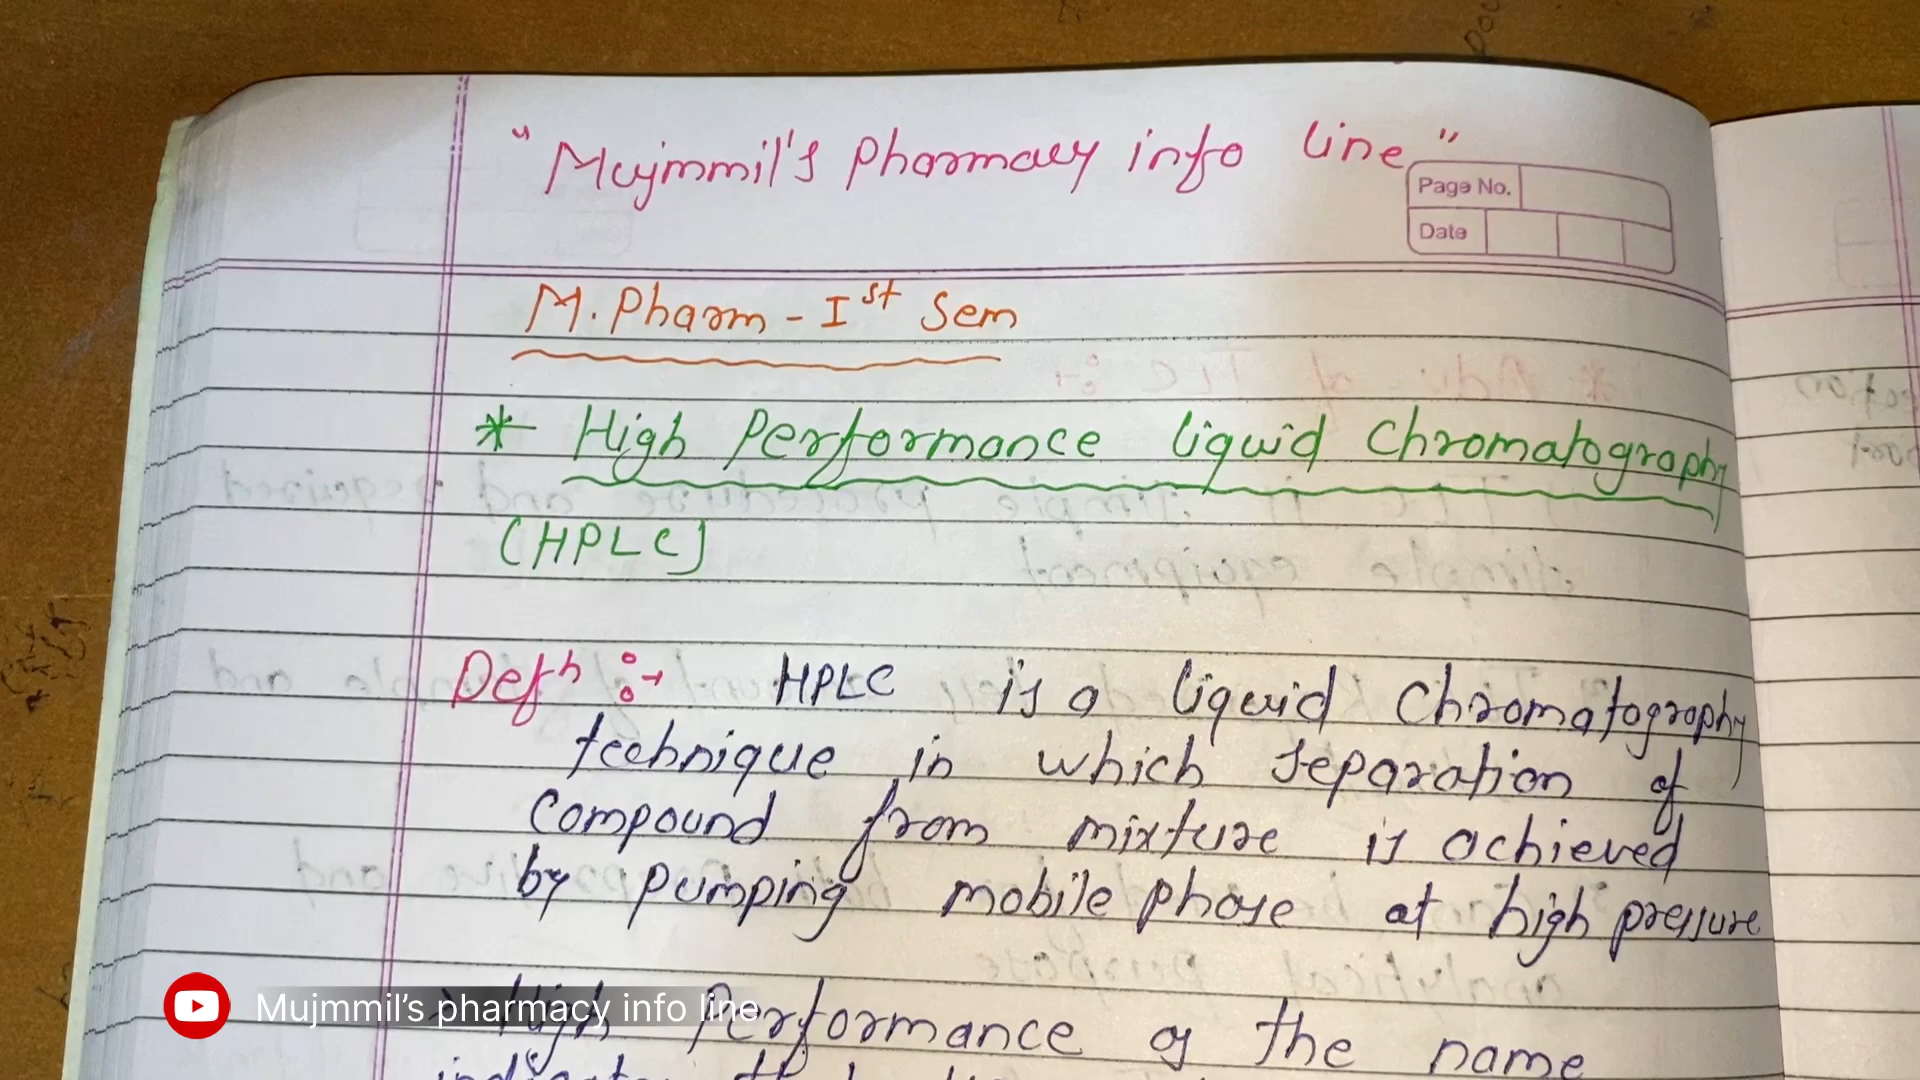 "Mujmmil's pharmacy info line"
Page No.
Date
M. Pharm - Ist Sem
* High Performance liquid Chromatography
(HPLC)
Defn :→ HPLC is a liquid Chromatography
technique in which separation of
Compound from mixture is achieved
by pumping mobile phase at high pressure
Mujmmil's pharmacy info line
High Performance as the name